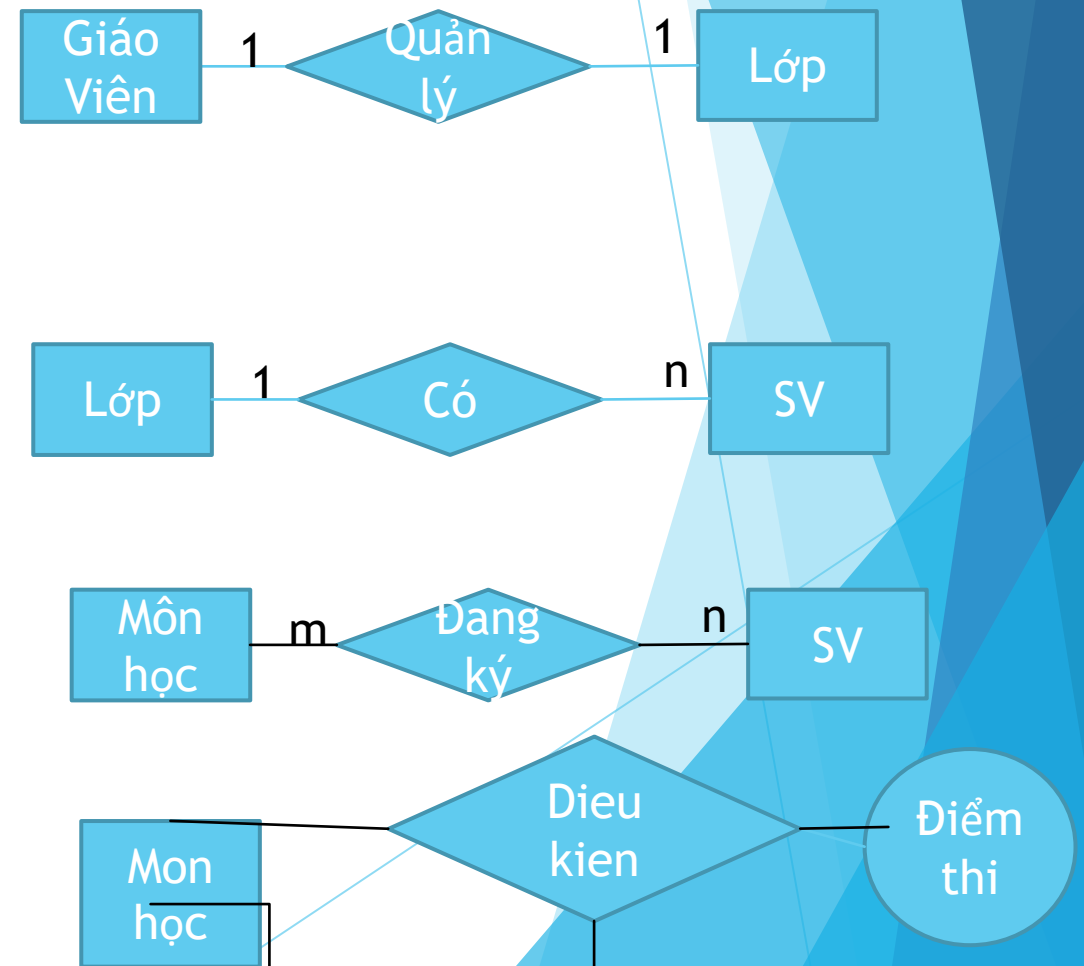 Giáo
Viên
1
Quản
lý
1
Lớp
Lớp
1
Có
n
SV
Môn
học
m
Đang
ký
n
SV
Mon
học
Dieu
kien
Điểm
thi